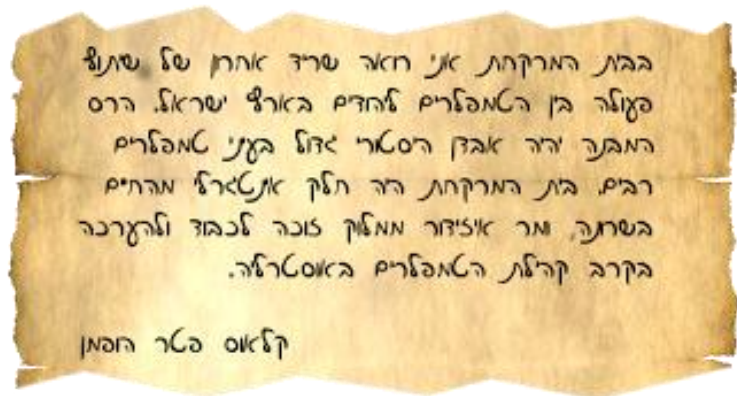 בבית המרקחת אני רואה שריד אחרון של שיתוף
פעולה בין הטמפלרים ליהודים בארץ ישראל. הרס
המבנה יהיה אבדן היסטורי גדול בעיני טמפלרים
רבים. בית המרקחת היה חלק אינטגרלי מהחיים
בשרונה, ומר איזידור ממלוק זוכה לכבוד ולהערכה
בקרב קהילת הטמפלרים באוסטרליה.
קלאוס פטר הופמן